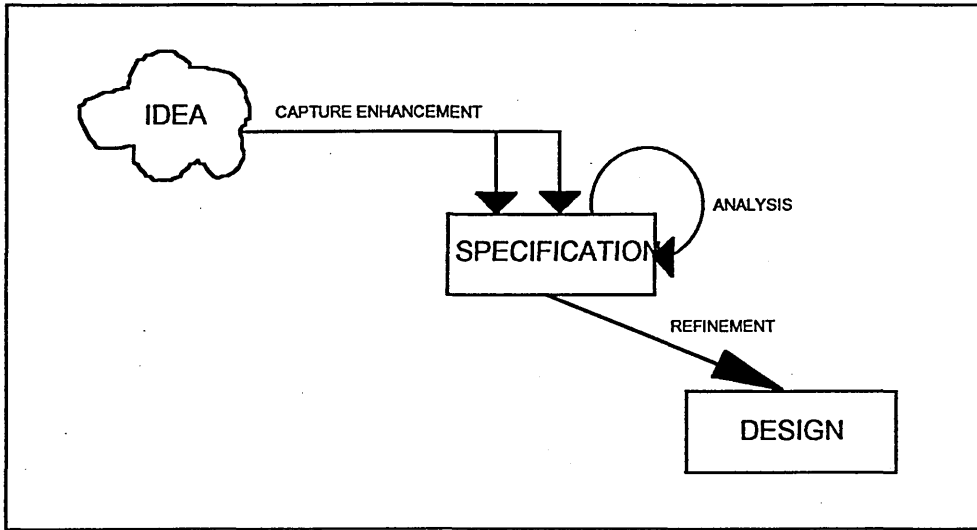 IDEA
CAPTURE ENHANCEMENT
ANALYSIS
SPECIFICATION
REFINEMENT
DESIGN